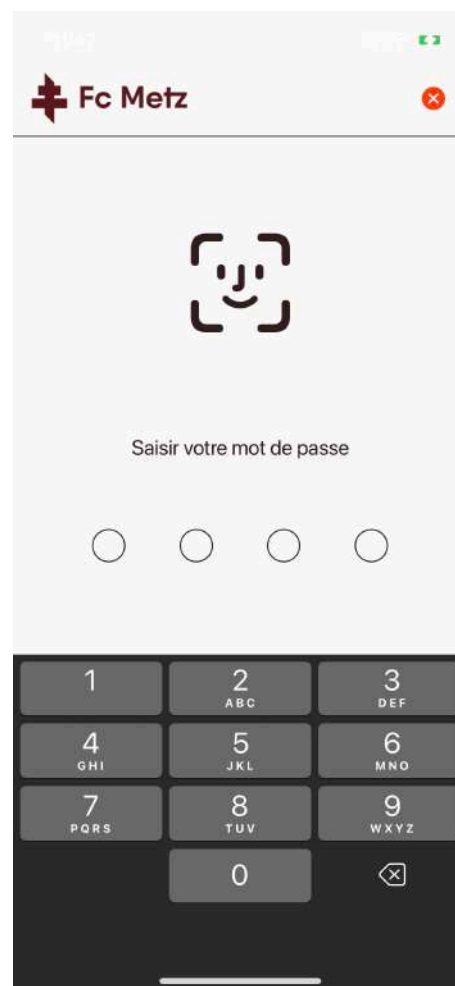 Fc Metz
Saisir votre mot de passe
1 2 3
ABC DEF
4 5 6
GHI JKL MNO
7 8 9
PQRS TUV WXYZ
0